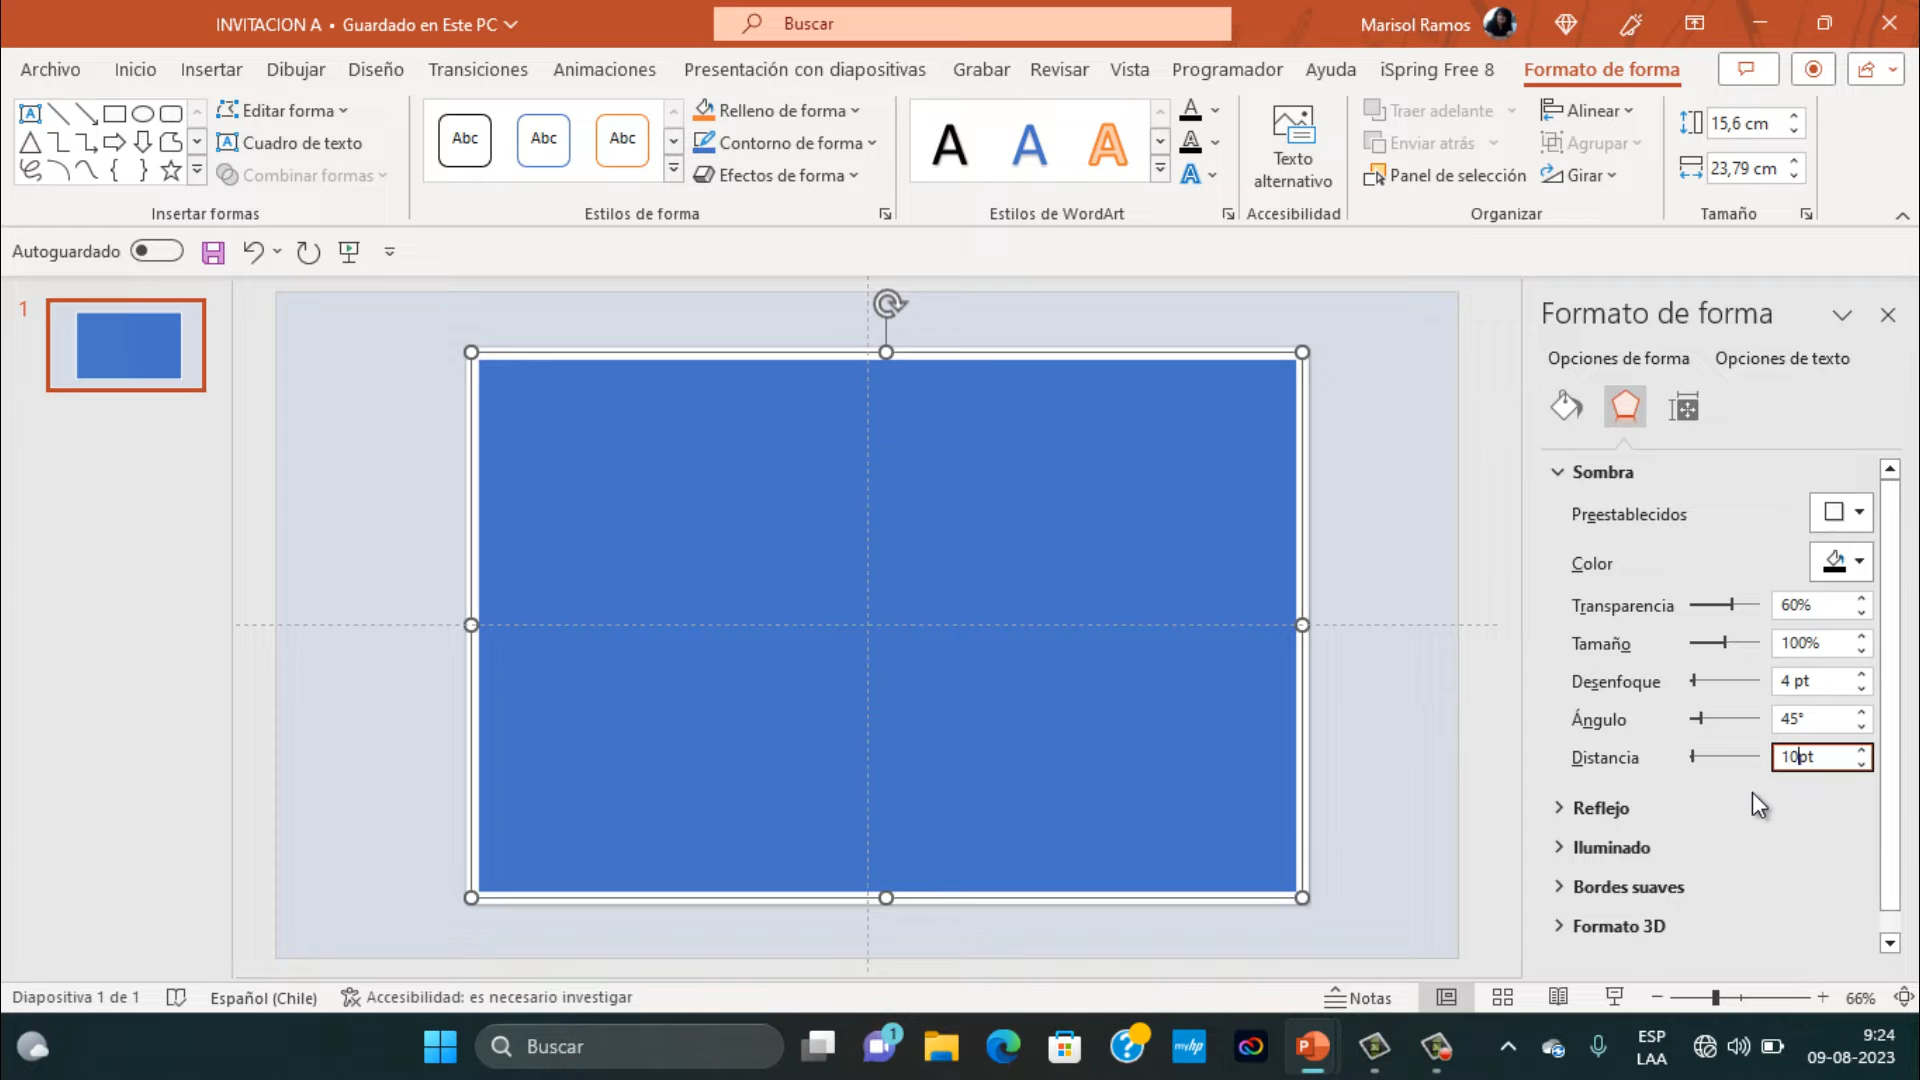 INVITACION A • Guardado en Este PC
Buscar
Marisol Ramos
Archivo Inicio Insertar Dibujar Diseño Transiciones Animaciones Presentación con diapositivas Grabar Revisar Vista Programador Ayuda iSpring Free 8 Formato de forma
Editar forma
Cuadro de texto
Combinar formas
Insertar formas
Abc Abc Abc
Relleno de forma
Contorno de forma
Efectos de forma
Estilos de forma
A A A
A
A
A
Estilos de WordArt
Texto
alternativo
Accesibilidad
Traer adelante
Enviar atrás
Panel de selección
Alinear
Agrupar
Girar
Organizar
15,6 cm
23,79 cm
Tamaño
Autoguardado
1
Formato de forma
Opciones de forma Opciones de texto
Sombra
Preestablecidos
Color
Transparencia 60%
Tamaño 100%
Desenfoque 4 pt
Ángulo 45°
Distancia 10pt
Reflejo
Iluminado
Bordes suaves
Formato 3D
Diapositiva 1 de 1 Español (Chile) Accesibilidad: es necesario investigar Notas 66%
Buscar
1
myhp
P
ESP
LAA
9:24
09-08-2023